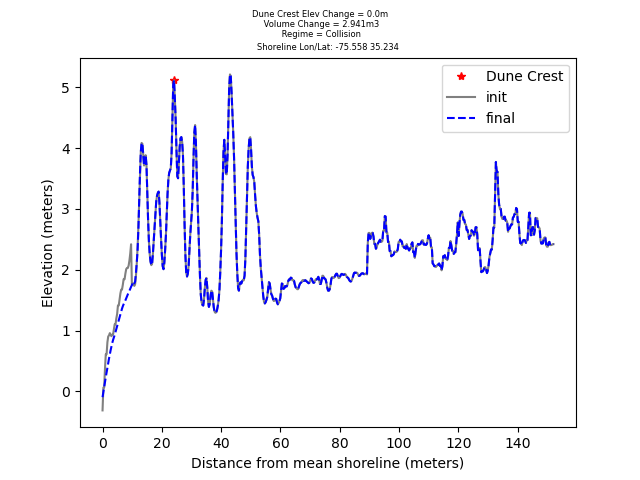 Dune Crest Elev Change = 0.0m
Volume Change = 2.941m3
Regime = Collision
Shoreline Lon/Lat: -75.558 35.234
Dune Crest
init
final
5
4
3
2
1
0
Elevation (meters)
0 20 40 60 80 100 120 140
Distance from mean shoreline (meters)